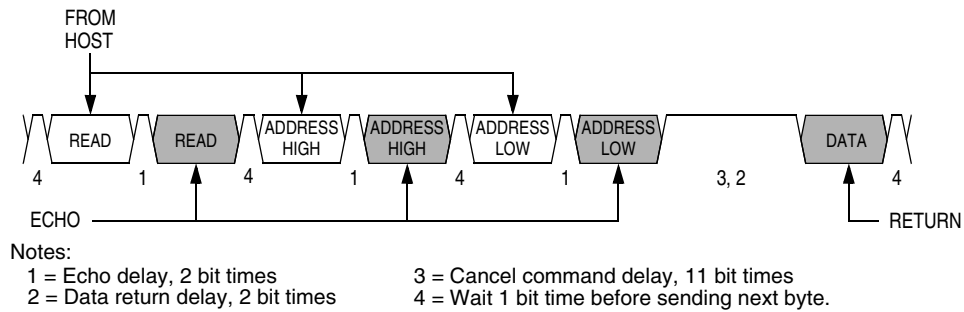 FROM
HOST
READ READ ADDRESS HIGH ADDRESS HIGH ADDRESS LOW ADDRESS LOW DATA
4 1 4 1 4 1 3, 2 4
ECHO RETURN
Notes:
1 = Echo delay, 2 bit times 3 = Cancel command delay, 11 bit times
2 = Data return delay, 2 bit times 4 = Wait 1 bit time before sending next byte.